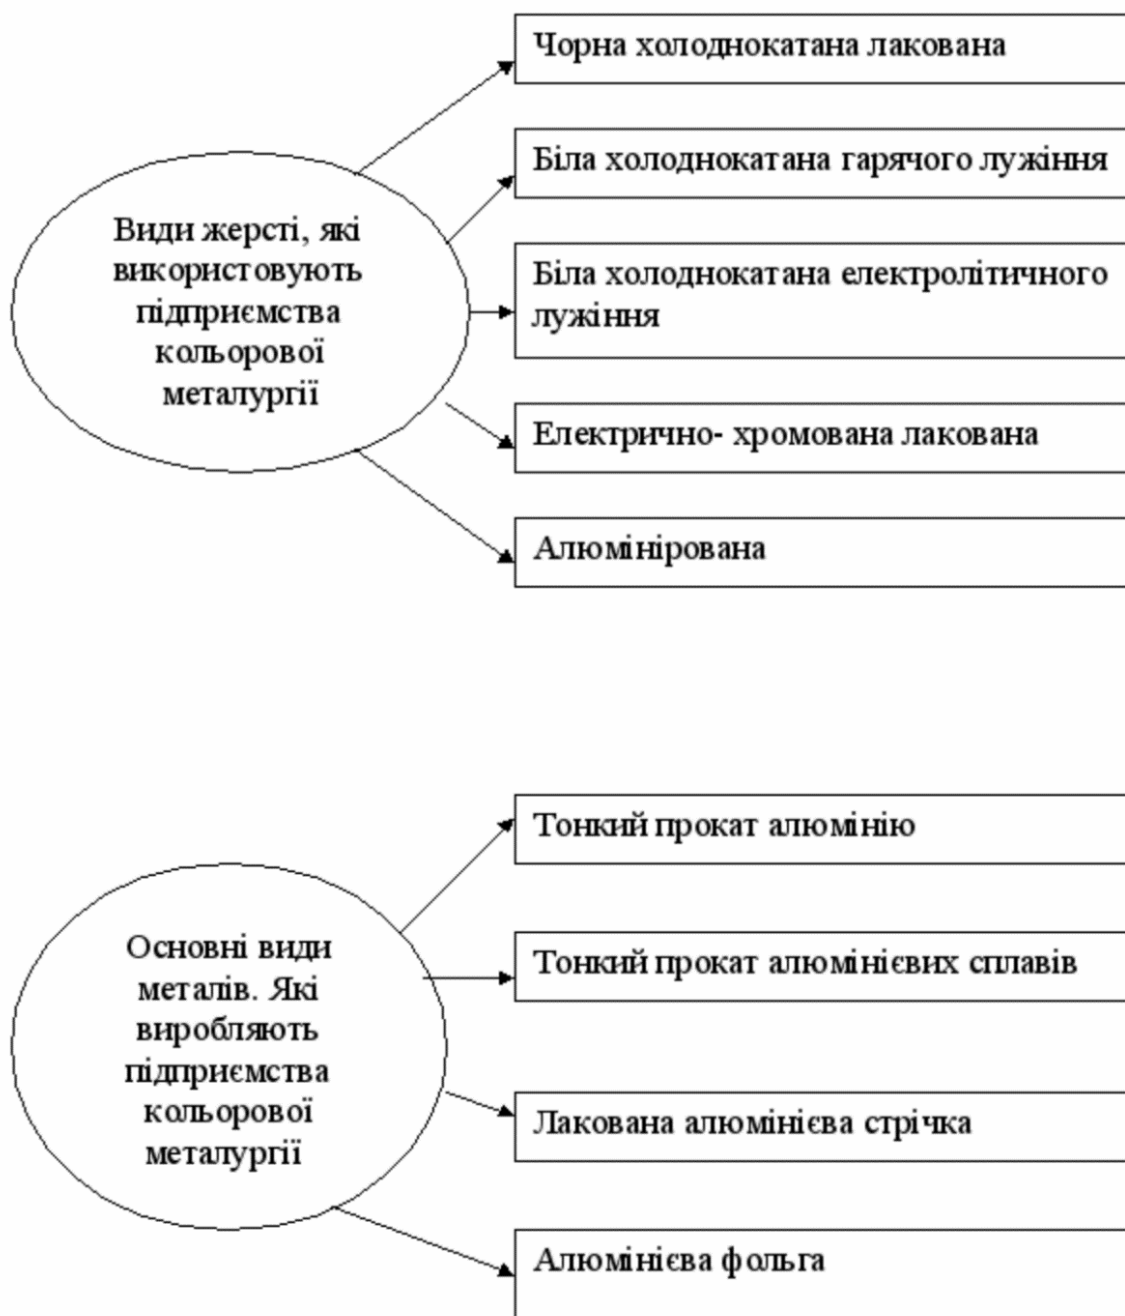 Чорна холоднокатана лакована
Біла холоднокатана гарячого лужіння
Біла холоднокатана електролітичного
лужіння
Електрично- хромована лакована
Алюмінірована
Види жерсті, які
використовують
підприємства
кольорової
металургії
Тонкий прокат алюмінію
Тонкий прокат алюмінієвих сплавів
Лакована алюмінієва стрічка
Алюмінієва фольга
Основні види
металів. Які
виробляють
підприємства
кольорової
металургії